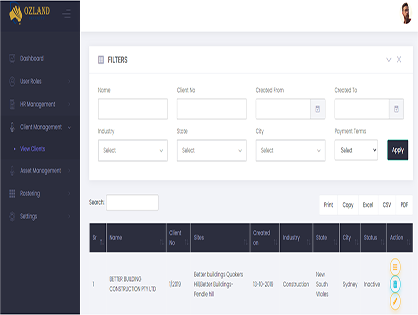 OZLAND
Dashboard
User Roles
HR Management
Client Management
View Clients
Asset Management
Rostering
Settings
FILTERS
Name Client No Created From Created To
Industry State City Payment Terms
Select Select Select Select Apply
Search:
Print Copy Excel CSV PDF
Sr Name Client No Sites Created on Industry State City Status Action
1 BETTER BUILDING CONSTRUCTION PTY LTD 1/2019 Better buildings Quakers Hill|Better Buildings- Pendle Hill 13-10-2018 Construction New South Wales Sydney Inactive